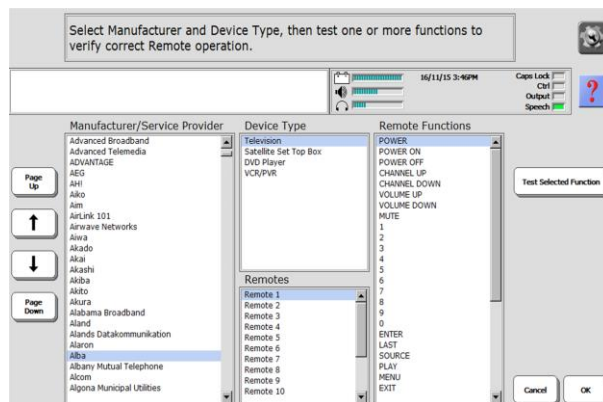 Select Manufacturer and Device Type, then test one or more functions to
verify correct Remote operation.
16/11/15 3:46PM
Caps Lock
Ctrl
Output
Speech
?
Manufacturer/Service Provider
Advanced Broadband
Advanced Telemedia
ADVANTAGE
AEG
AH!
Aiko
Aim
AirLink 101
Airwave Networks
Aiwa
Akado
Akai
Akashi
Akiba
Akito
Akura
Alabama Broadband
Aland
Alands Datakommunikation
Alaron
Alba
Albany Mutual Telephone
Alcom
Algona Municipal Utilities
Device Type
Television
Satellite Set Top Box
DVD Player
VCR/PVR
Remotes
Remote 1
Remote 2
Remote 3
Remote 4
Remote 5
Remote 6
Remote 7
Remote 8
Remote 9
Remote 10
Remote Functions
POWER
POWER ON
POWER OFF
CHANNEL UP
CHANNEL DOWN
VOLUME UP
VOLUME DOWN
MUTE
1
2
3
4
5
6
7
8
9
0
ENTER
LAST
SOURCE
PLAY
MENU
EXIT
Page
Up
Page
Down
Test Selected Function
Cancel
OK